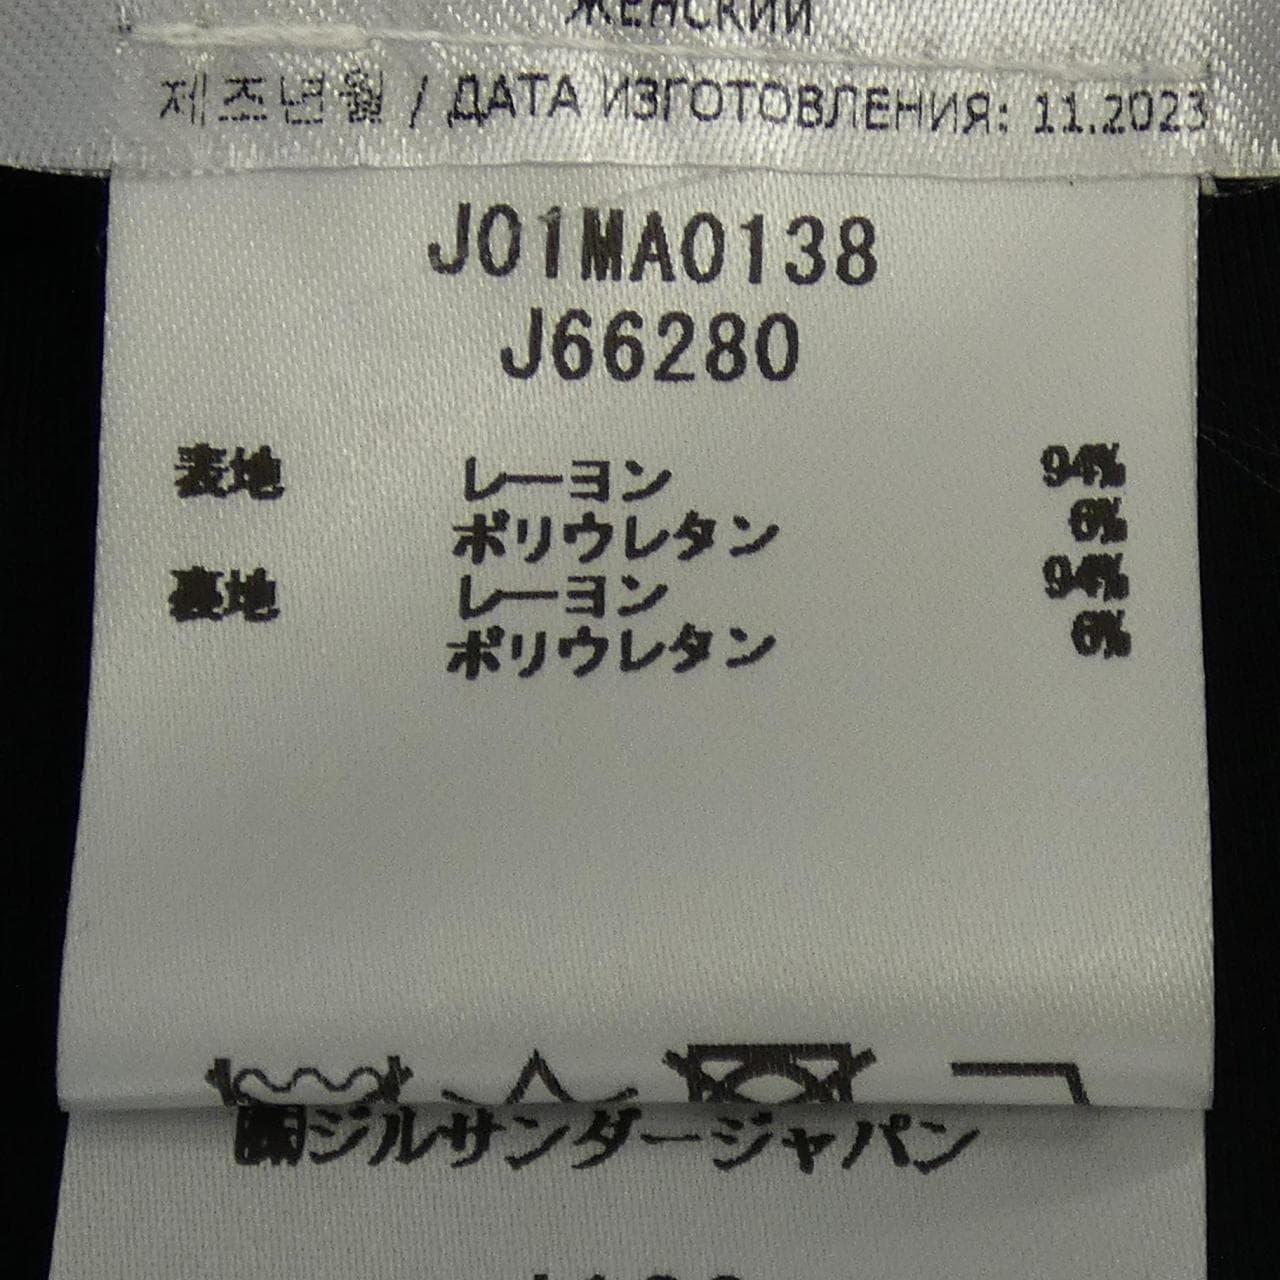 ЖЕНСКИЙ
제조년월 / ДАТА ИЗГОТОВЛЕНИЯ: 11.2023
J01MA0138
J66280
表地 レーヨン 94%
ポリウレタン 6%
裏地 レーヨン 94%
ポリウレタン 6%
㈱ジルサンダージャパン